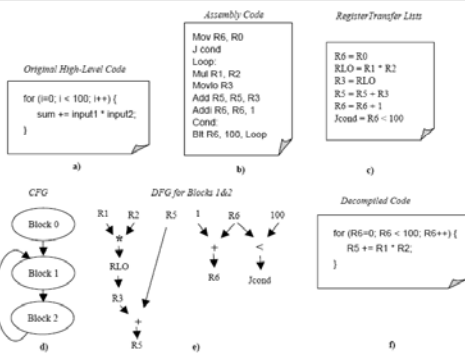 Original High-Level Code
for (i=0; i < 100; i++) {
sum += input1 * input2;
}
a)
Assembly Code
Mov R6, R0
J cond
Loop:
Mul R1, R2
Movlo R3
Add R5, R5, R3
Addi R6, R6, 1
Cond:
Blt R6, 100, Loop
b)
RegisterTransfer Lists
R6 = R0
RLO = R1 * R2
R3 = RLO
R5 = R5 + R3
R6 = R6 + 1
Jcond = R6 < 100
c)
CFG
Block 0
Block 1
Block 2
d)
DFG for Blocks 1&2
R1 R2 R5 1 R6 100
* + <
RLO R6 Jcond
R3
+
R5
e)
Decompiled Code
for (R6=0; R6 < 100; R6++) {
R5 += R1 * R2;
}
f)